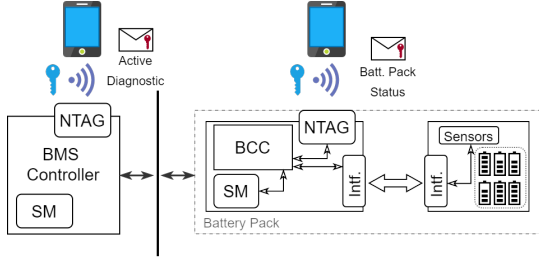 Active
Diagnostic
Batt. Pack
Status
NTAG
BMS
Controller
SM
NTAG
BCC
SM
Intf.
Intf.
Sensors
Battery Pack